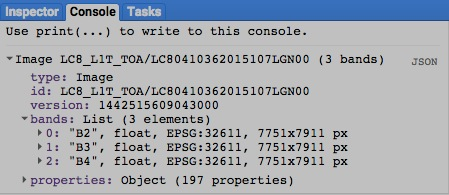 Inspector Console Tasks
Use print(...) to write to this console.
Image LC8_L1T_TOA/LC80410362015107LGN00 (3 bands) JSON
type: Image
id: LC8_L1T_TOA/LC80410362015107LGN00
version: 1442515609043000
bands: List (3 elements)
0: "B2", float, EPSG:32611, 7751x7911 px
1: "B3", float, EPSG:32611, 7751x7911 px
2: "B4", float, EPSG:32611, 7751x7911 px
properties: Object (197 properties)